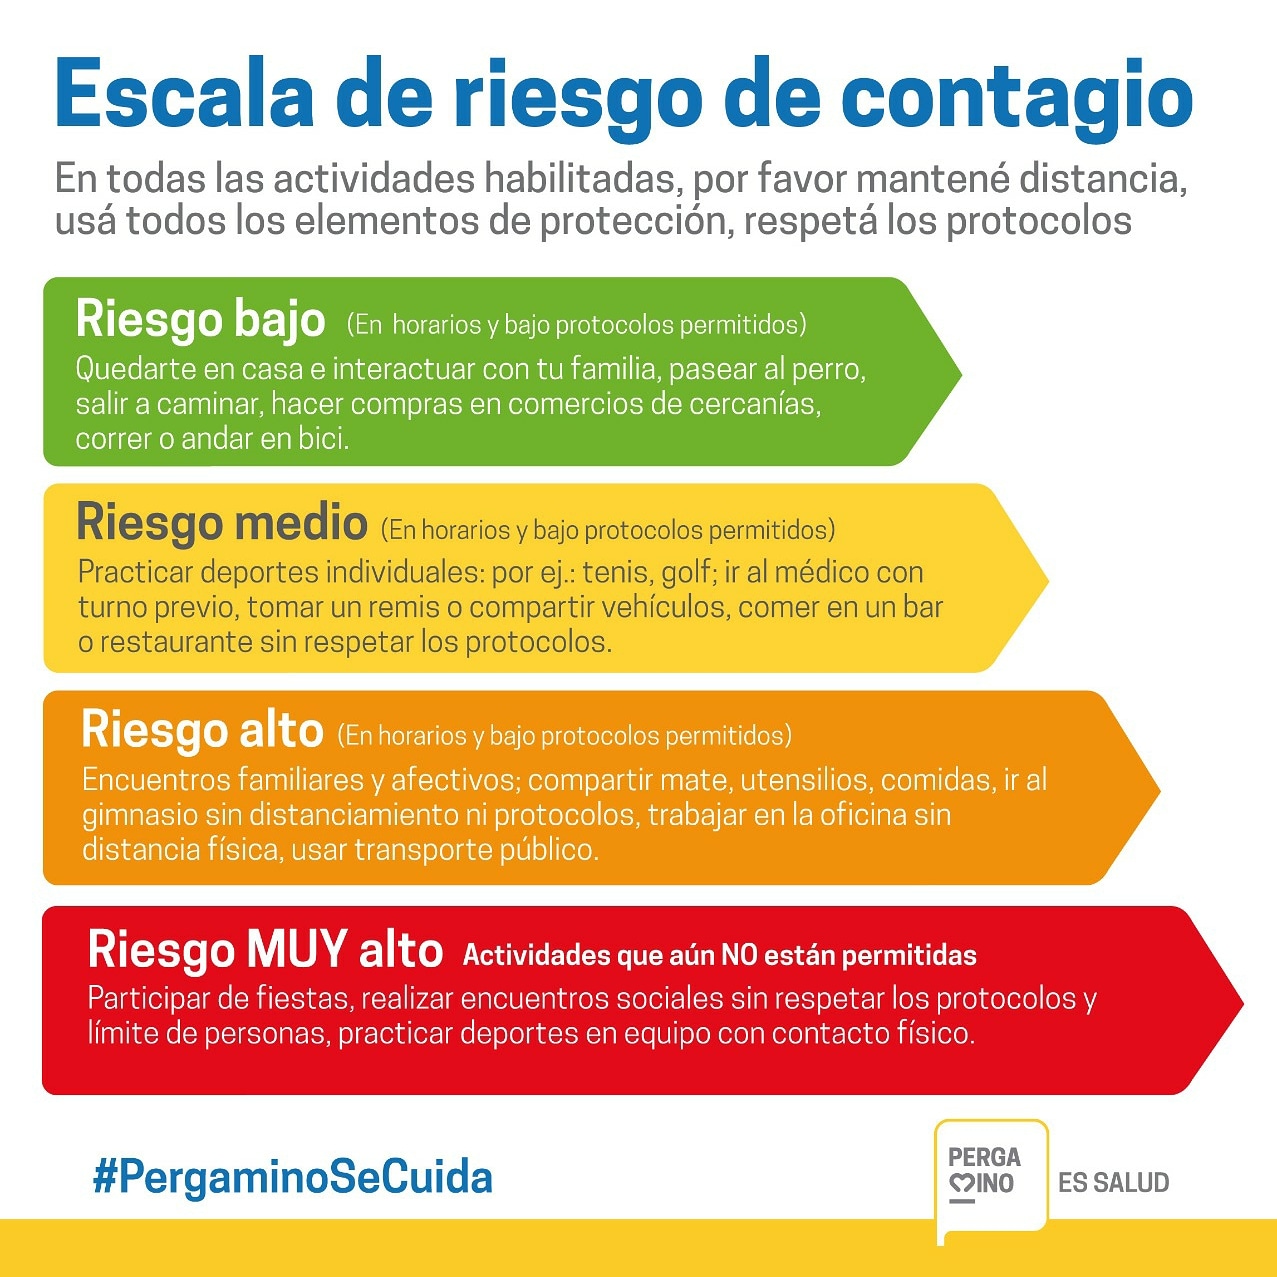 Escala de riesgo de contagio
En todas las actividades habilitadas, por favor mantené distancia,
usá todos los elementos de protección, respetá los protocolos
Riesgo bajo (En horarios y bajo protocolos permitidos)
Quedarte en casa e interactuar con tu familia, pasear al perro,
salir a caminar, hacer compras en comercios de cercanías,
correr o andar en bici.
Riesgo medio (En horarios y bajo protocolos permitidos)
Practicar deportes individuales: por ej.: tenis, golf; ir al médico con
turno previo, tomar un remis o compartir vehículos, comer en un bar
o restaurante sin respetar los protocolos.
Riesgo alto (En horarios y bajo protocolos permitidos)
Encuentros familiares y afectivos; compartir mate, utensilios, comidas, ir al
gimnasio sin distanciamiento ni protocolos, trabajar en la oficina sin
distancia física, usar transporte público.
Riesgo MUY alto Actividades que aún NO están permitidas
Participar de fiestas, realizar encuentros sociales sin respetar los protocolos y
límite de personas, practicar deportes en equipo con contacto físico.
#PergaminoSeCuida
PERGA
MINO
ES SALUD